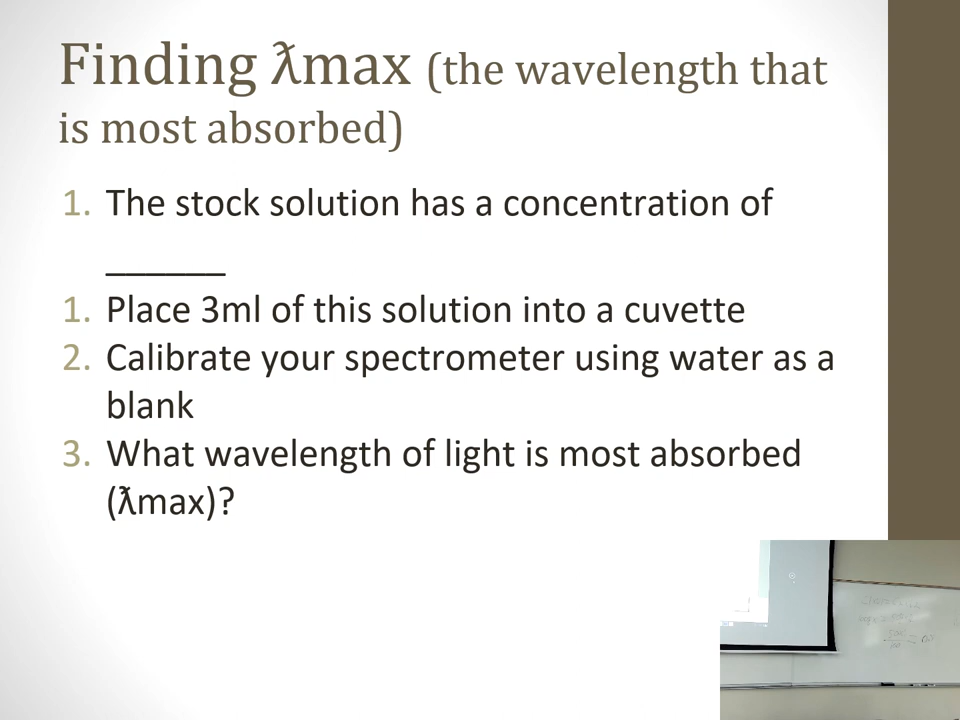 Finding ƛmax (the wavelength that
is most absorbed)
1. The stock solution has a concentration of
______
1. Place 3ml of this solution into a cuvette
2. Calibrate your spectrometer using water as a
blank
3. What wavelength of light is most absorbed
(ƛmax)?